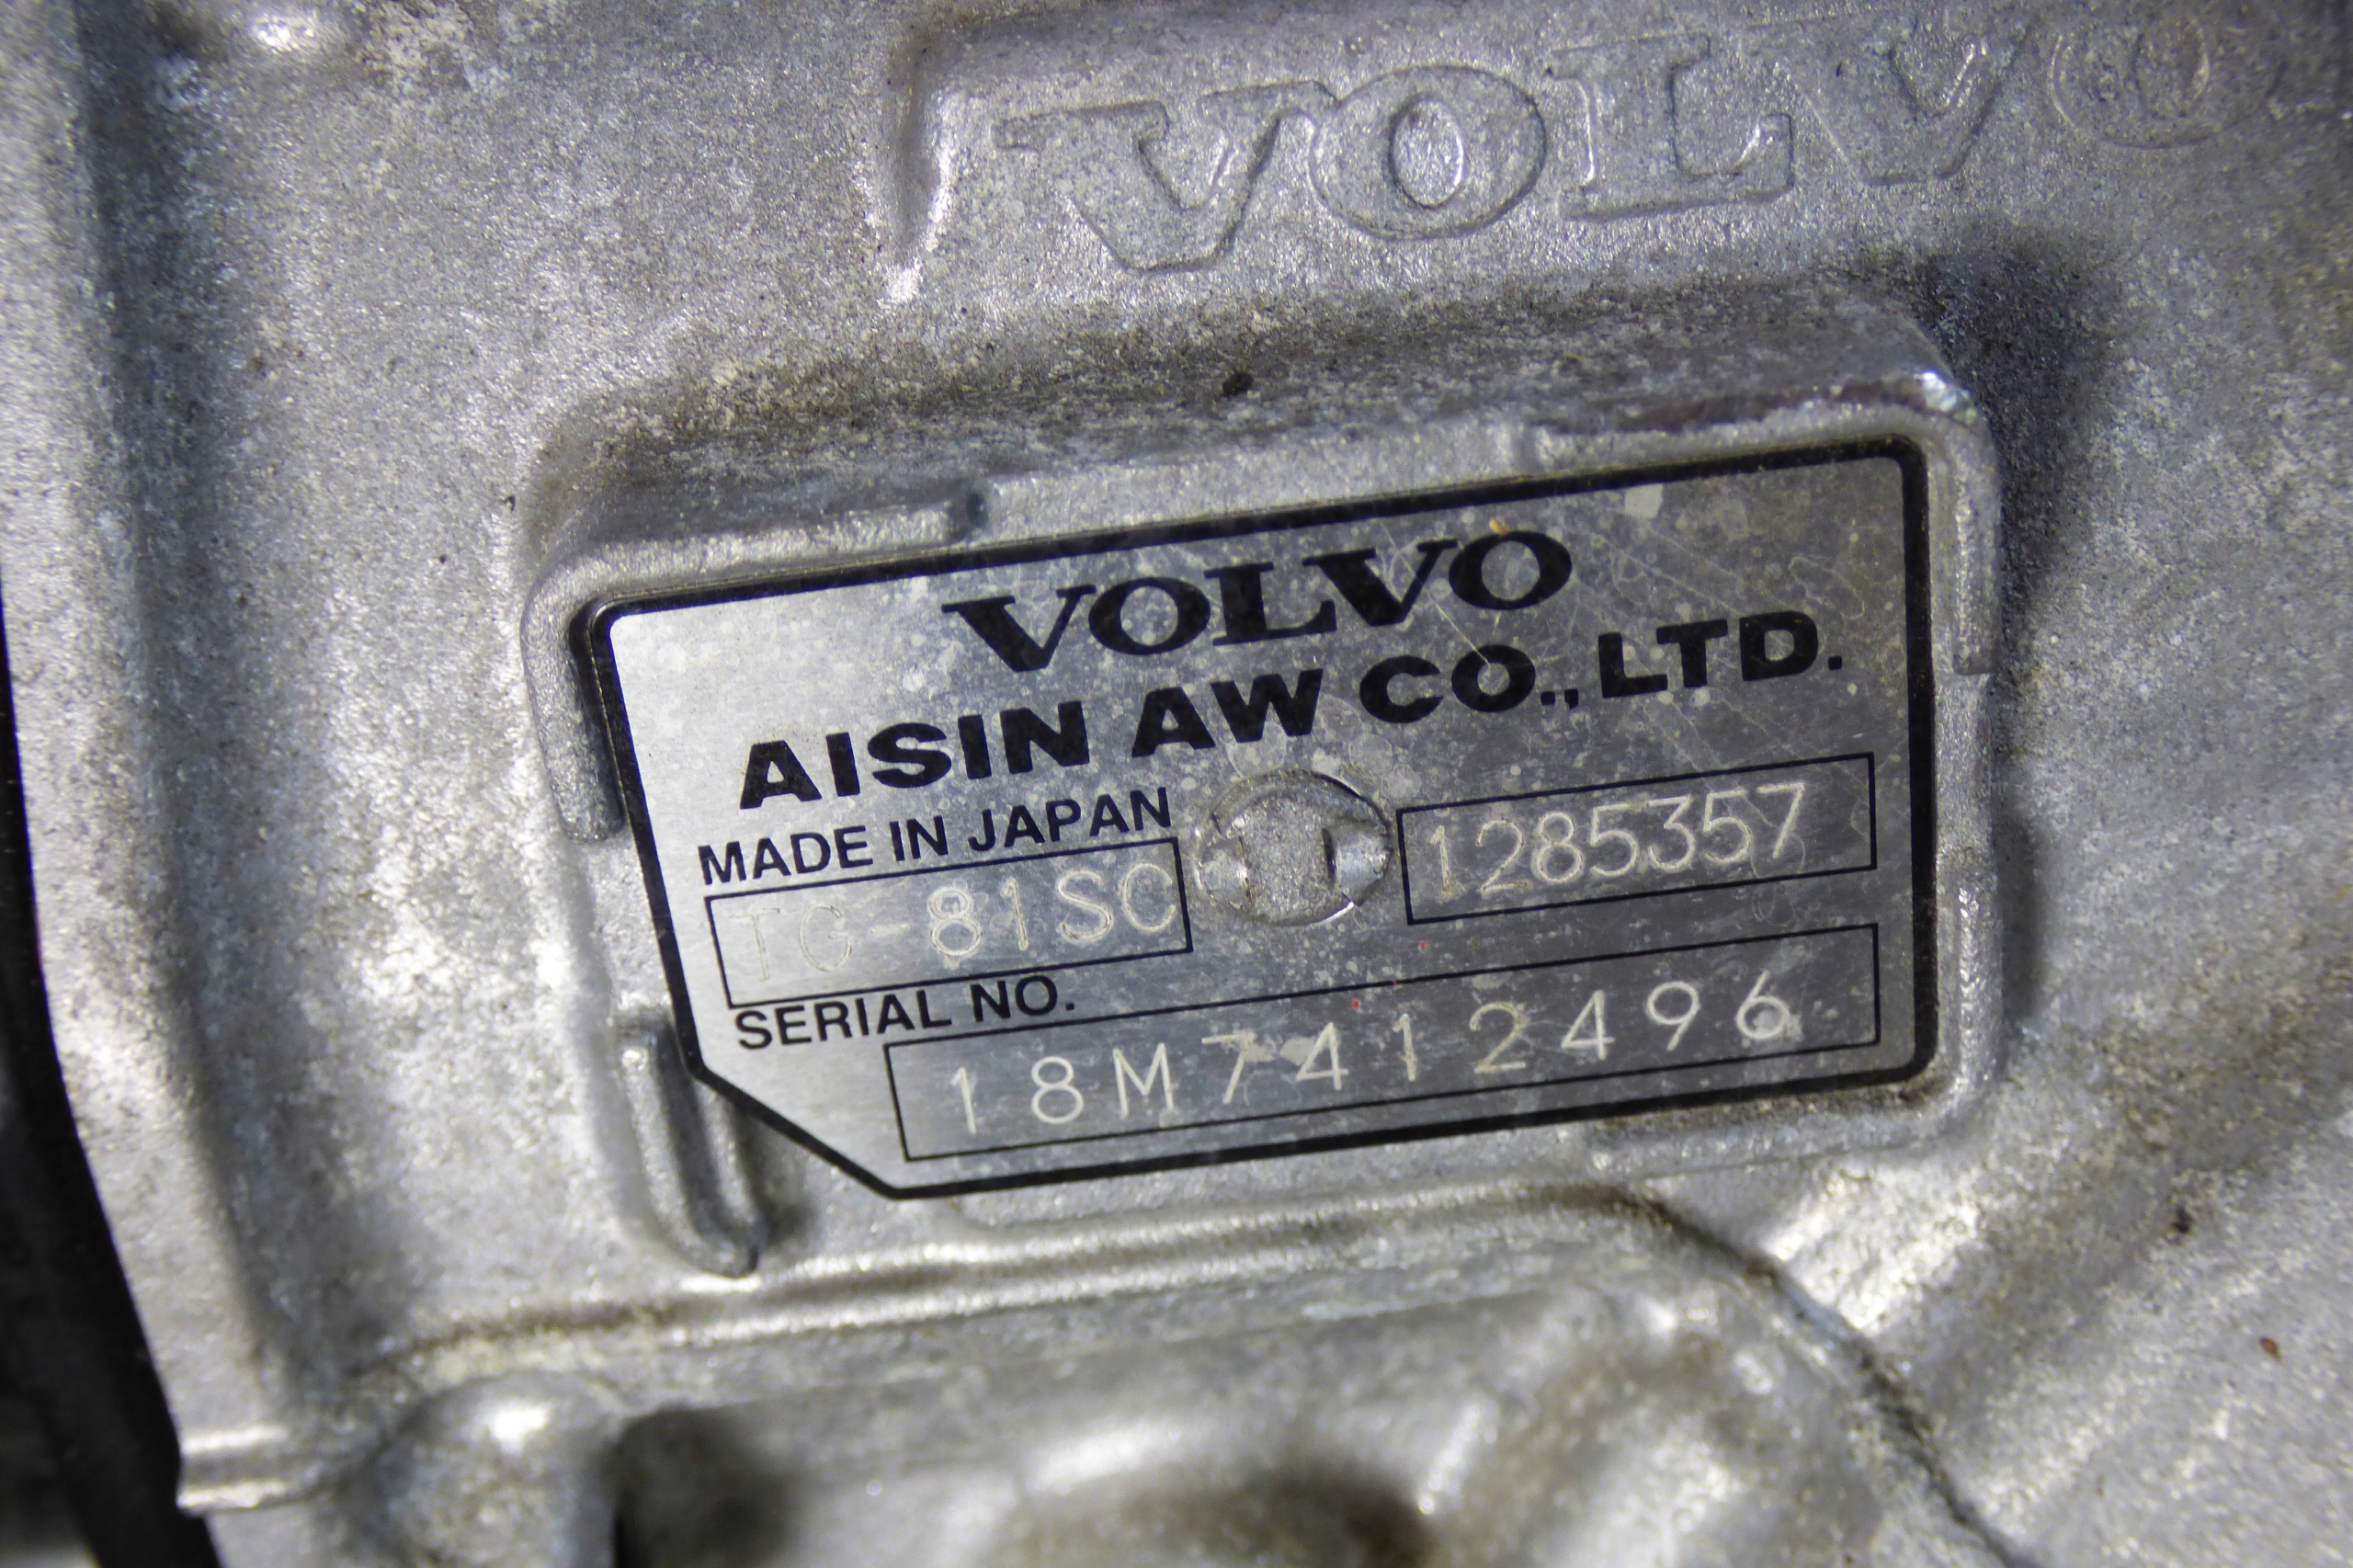 VOLVO
VOLVO
AISIN AW CO., LTD.
MADE IN JAPAN
TG-81SC 1285357
SERIAL NO.
18M7412496